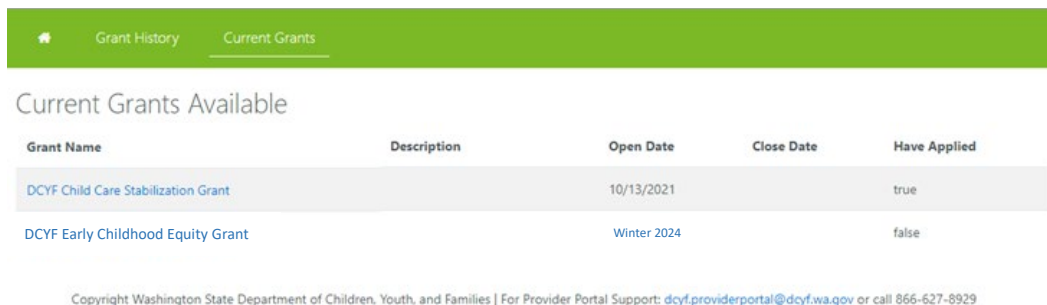 Grant History Current Grants
Current Grants Available
Grant Name Description Open Date Close Date Have Applied
DCYF Child Care Stabilization Grant 10/13/2021 true
DCYF Early Childhood Equity Grant Winter 2024 false
Copyright Washington State Department of Children, Youth, and Families | For Provider Portal Support: dcyf.providerportal@dcyf.wa.gov or call 866-627-8929